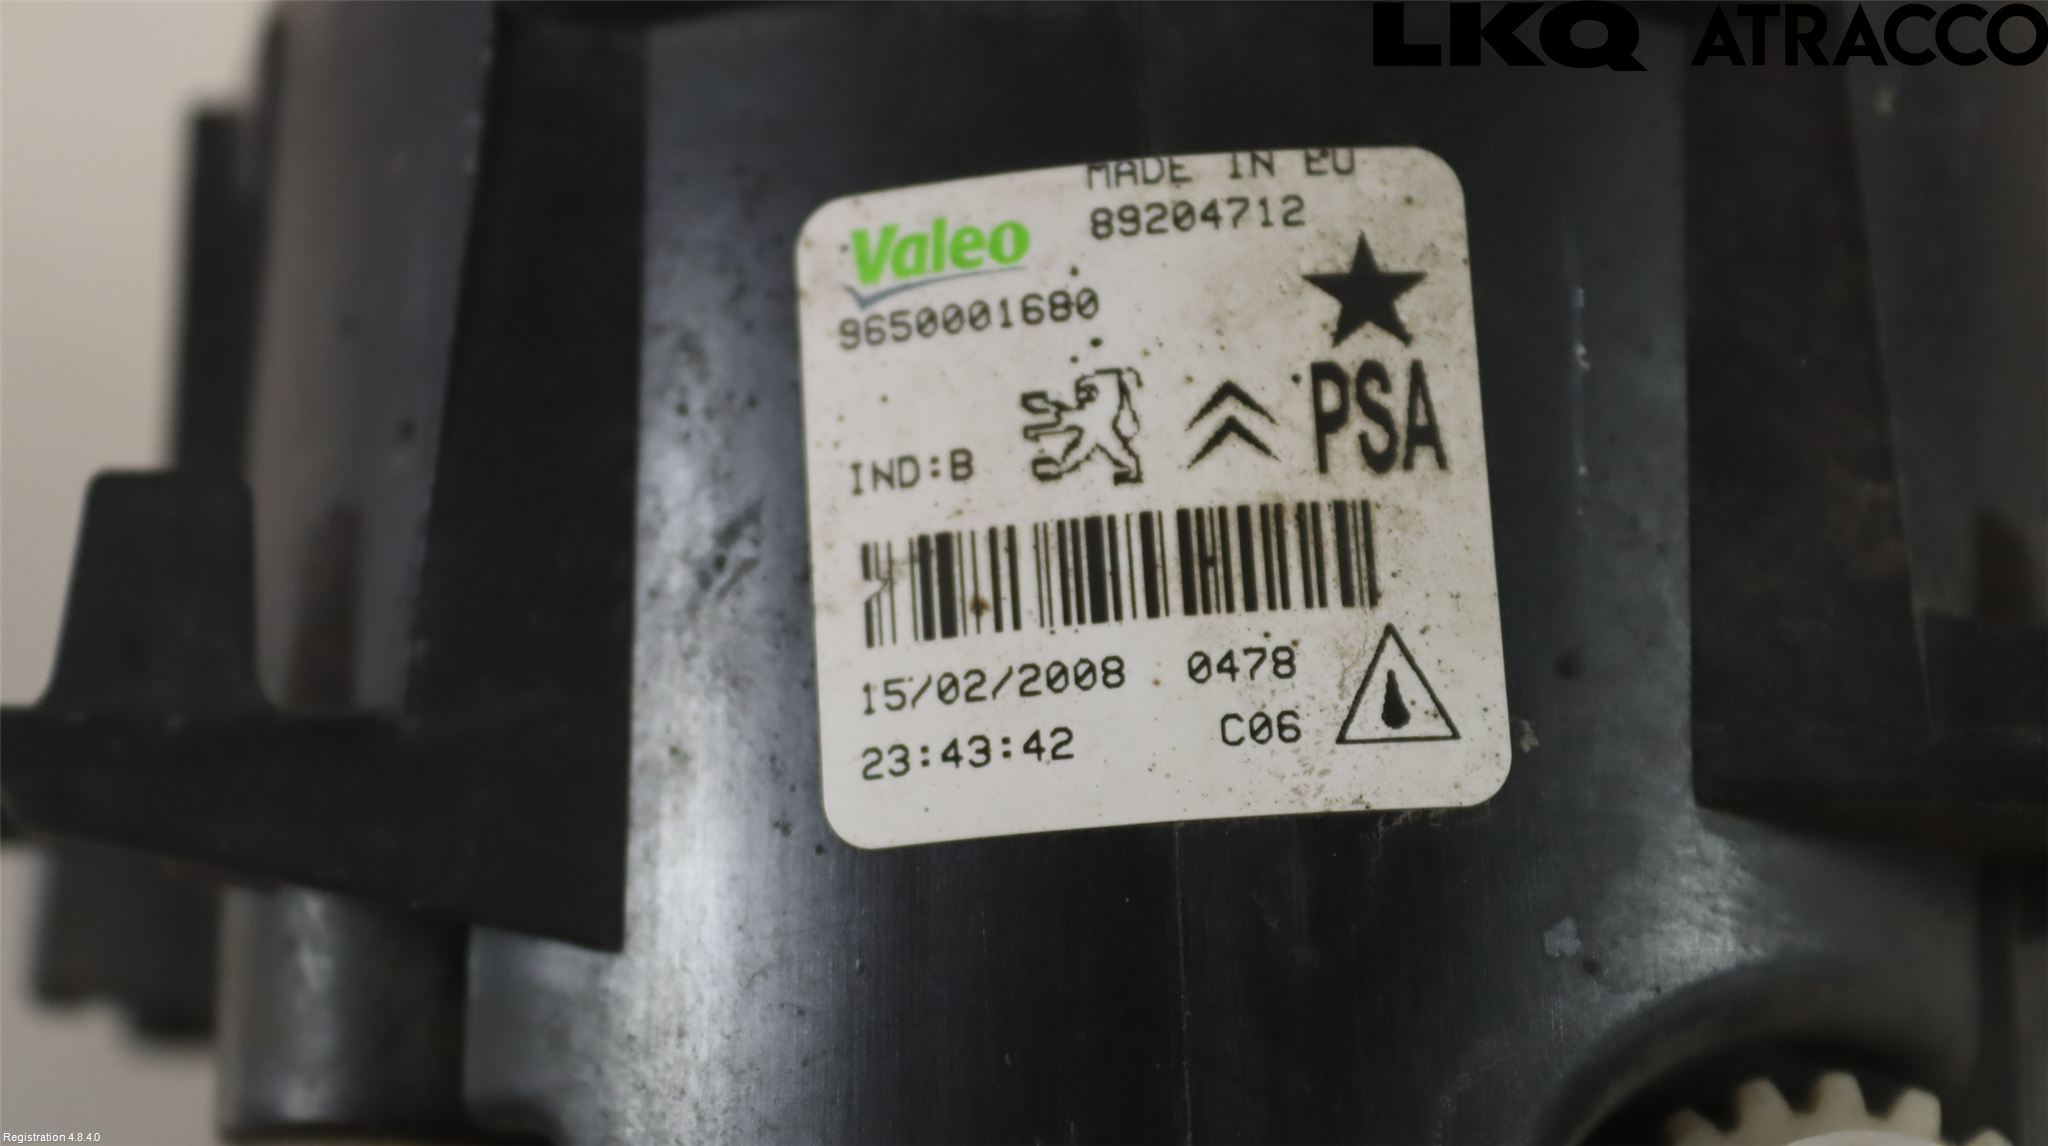 LKQ ATRACCO
MADE IN EU
Valeo 89204712
9650001680
IND:B PSA
15/02/2008 0478
23:43:42 C06
Registration 4.8.4.0